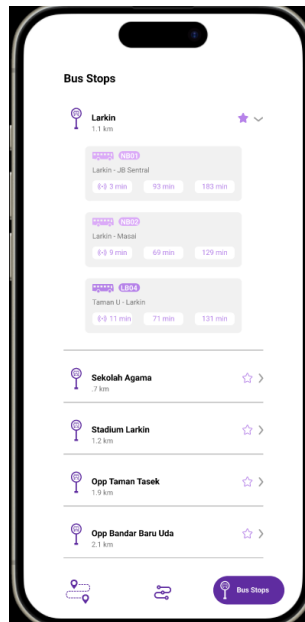 Bus Stops
Larkin
1.1 km
NB01
Larkin - JB Sentral
3 min 93 min 183 min
Larkin - Masai
9 min 69 min 129 min
LB04
Taman U - Larkin
11 min 71 min 131 min
Sekolah Agama
.7 km
Stadium Larkin
1.2 km
Opp Taman Tasek
1.9 km
Opp Bandar Baru Uda
2.1 km
Bus Stops